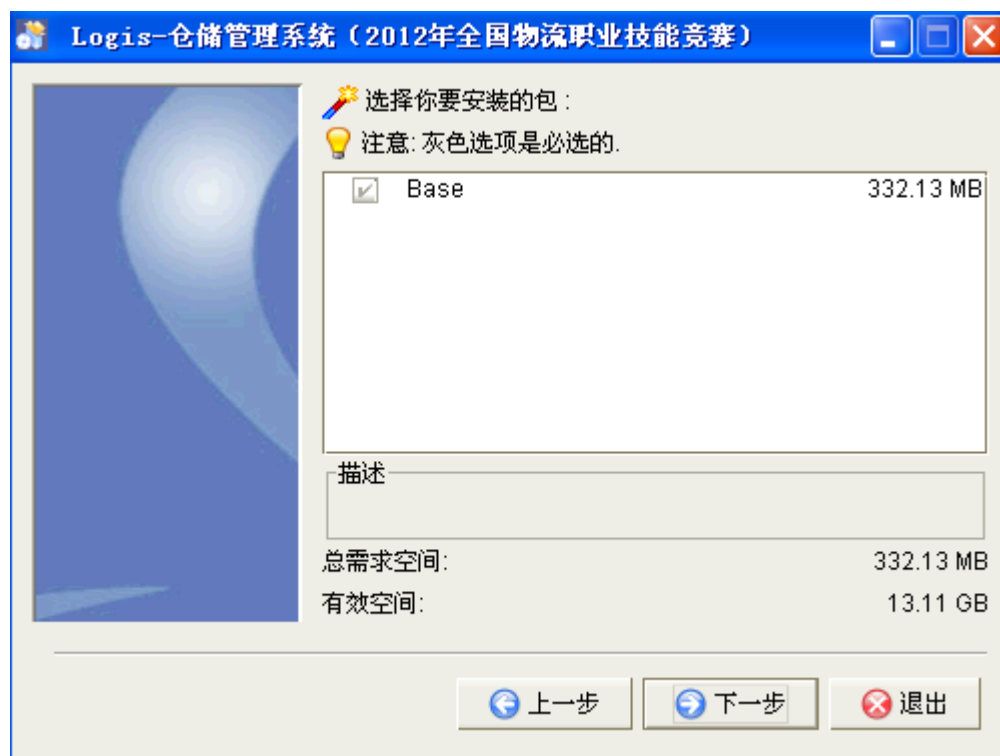 Logis-仓储管理系统（2012年全国物流职业技能竞赛）
选择你要安装的包:
注意: 灰色选项是必选的.
Base 332.13 MB
描述
总需求空间: 332.13 MB
有效空间: 13.11 GB
上一步 下一步 退出